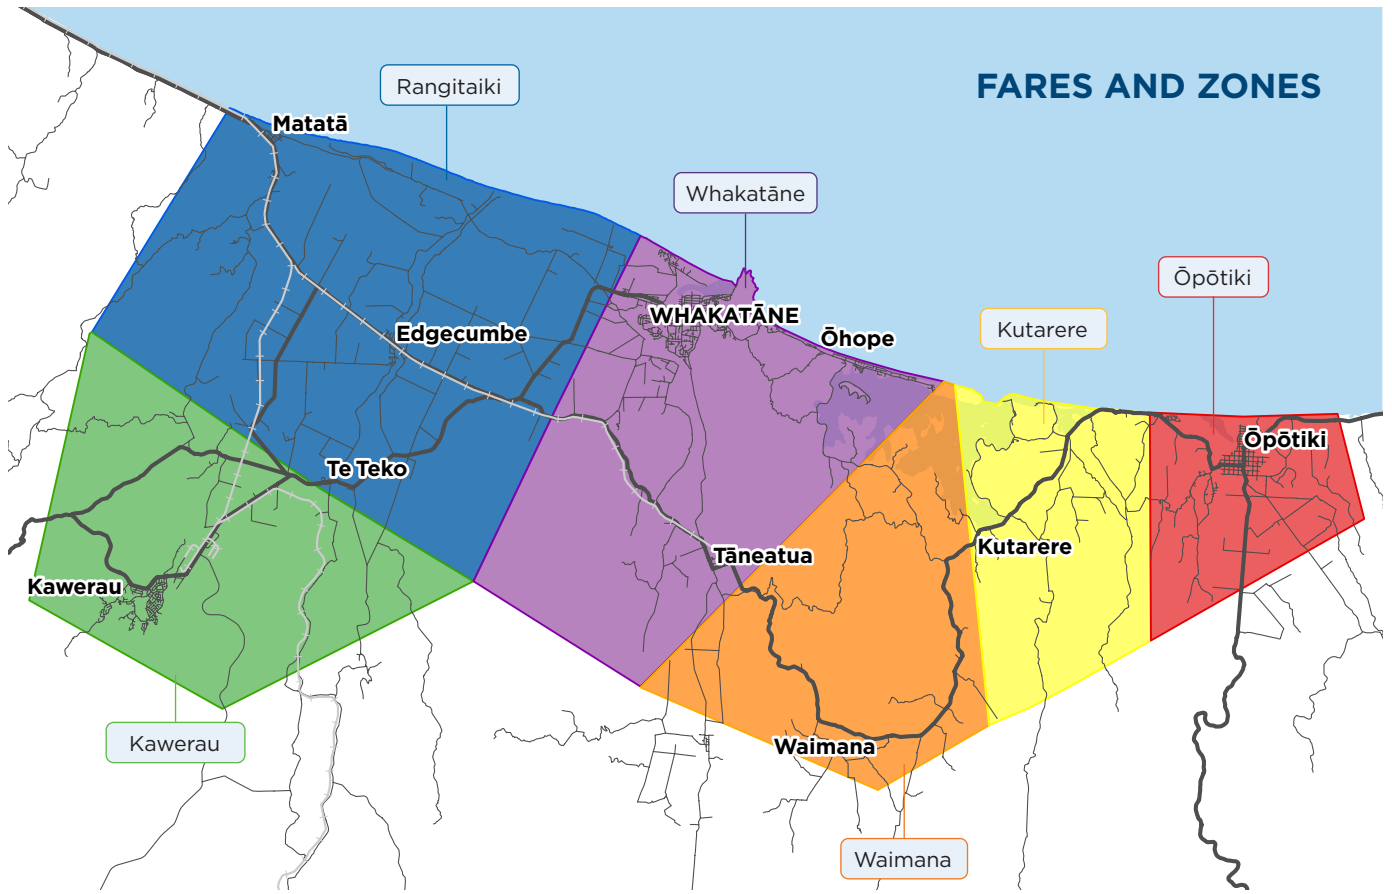 FARES AND ZONES
Rangitaiki
Matatā
Whakatāne
Ōpōtiki
WHAKATĀNE
Kutarere
Edgecumbe
Ōhope
Ōpōtiki
Te Teko
Kutarere
Tāneatua
Kawerau
Kawerau
Waimana
Waimana